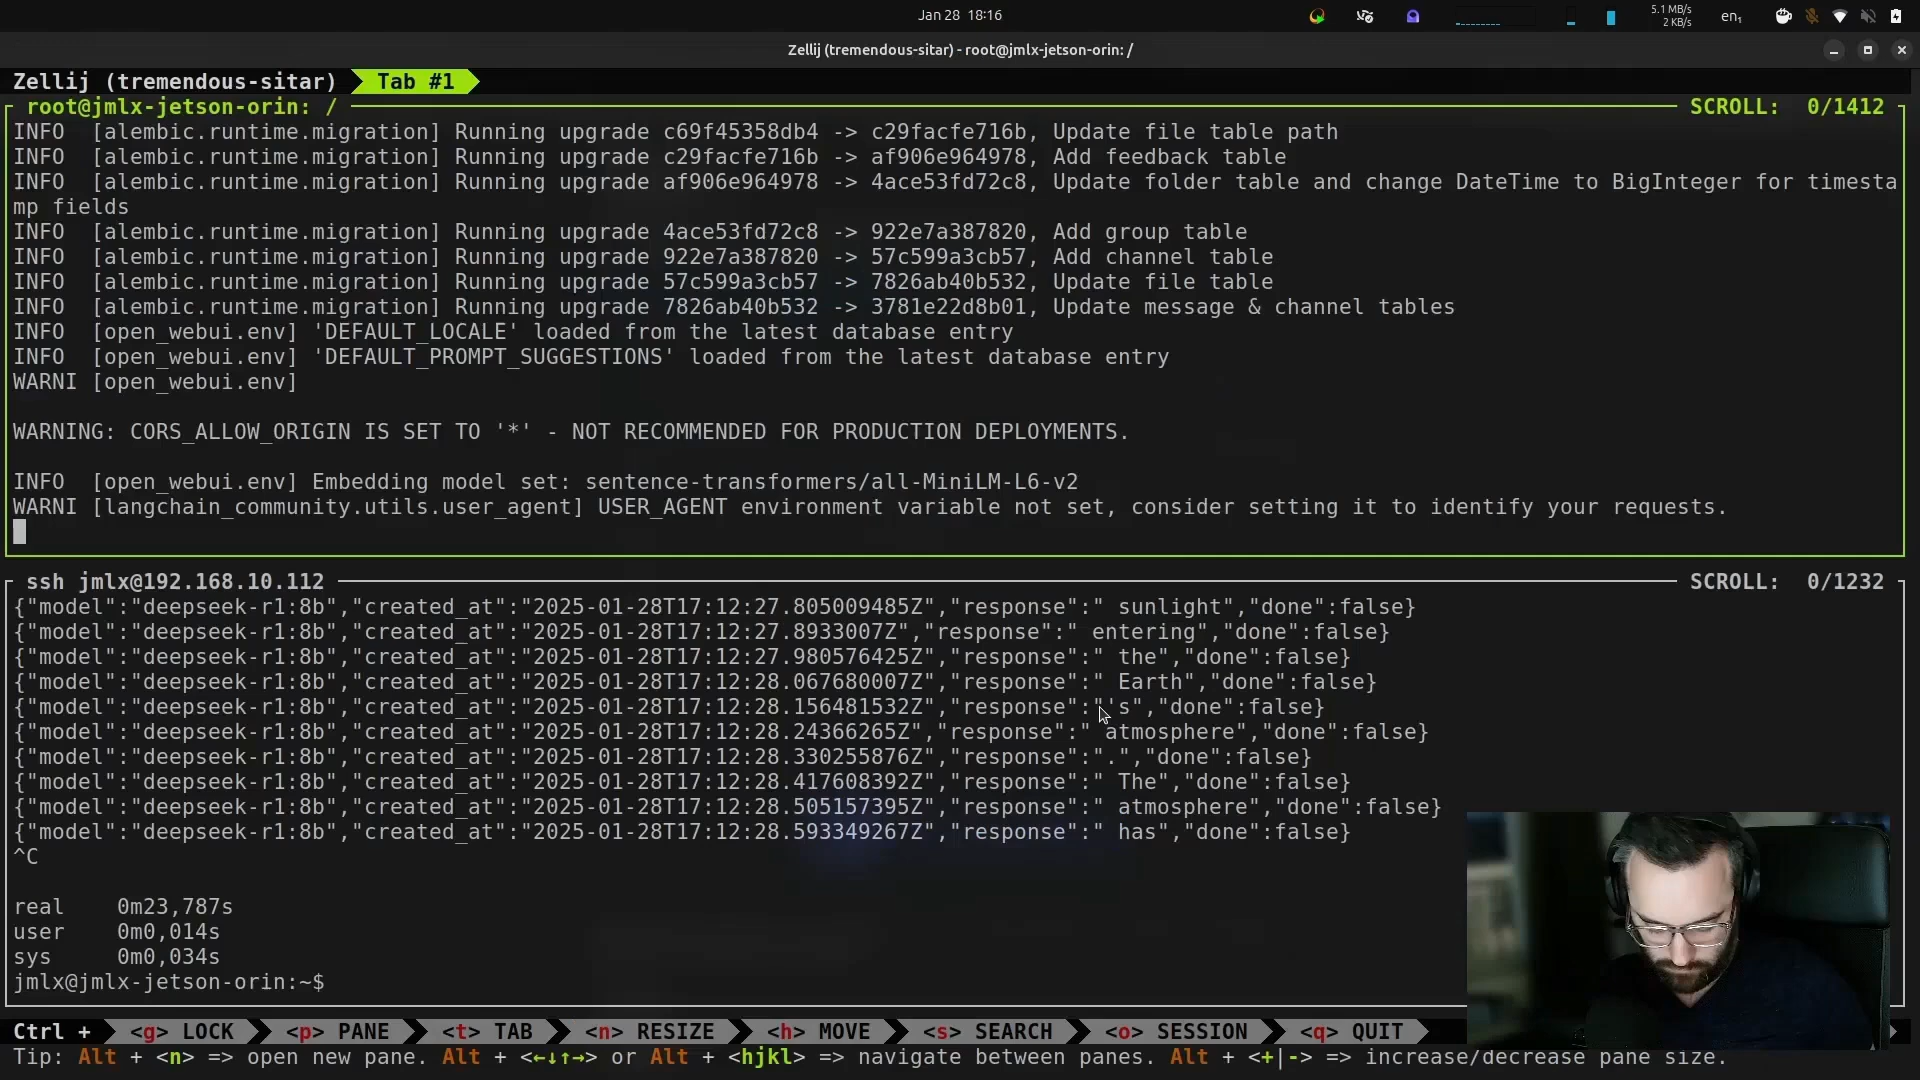 Jan 28  18:16
5.1 MB/s
2 KB/s
en₁
Zellij (tremendous-sitar) - root@jmlx-jetson-orin: /
Zellij (tremendous-sitar)  Tab #1
root@jmlx-jetson-orin: /  SCROLL:  0/1412
INFO  [alembic.runtime.migration] Running upgrade c69f45358db4 -> c29facfe716b, Update file table path
INFO  [alembic.runtime.migration] Running upgrade c29facfe716b -> af906e964978, Add feedback table
INFO  [alembic.runtime.migration] Running upgrade af906e964978 -> 4ace53fd72c8, Update folder table and change DateTime to BigInteger for timesta
mp fields
INFO  [alembic.runtime.migration] Running upgrade 4ace53fd72c8 -> 922e7a387820, Add group table
INFO  [alembic.runtime.migration] Running upgrade 922e7a387820 -> 57c599a3cb57, Add channel table
INFO  [alembic.runtime.migration] Running upgrade 57c599a3cb57 -> 7826ab40b532, Update file table
INFO  [alembic.runtime.migration] Running upgrade 7826ab40b532 -> 3781e22d8b01, Update message & channel tables
INFO  [open_webui.env] 'DEFAULT_LOCALE' loaded from the latest database entry
INFO  [open_webui.env] 'DEFAULT_PROMPT_SUGGESTIONS' loaded from the latest database entry
WARNI [open_webui.env]
WARNING: CORS_ALLOW_ORIGIN IS SET TO '*' - NOT RECOMMENDED FOR PRODUCTION DEPLOYMENTS.
INFO  [open_webui.env] Embedding model set: sentence-transformers/all-MiniLM-L6-v2
WARNI [langchain_community.utils.user_agent] USER_AGENT environment variable not set, consider setting it to identify your requests.
ssh jmlx@192.168.10.112  SCROLL:  0/1232
{"model":"deepseek-r1:8b","created_at":"2025-01-28T17:12:27.805009485Z","response":" sunlight","done":false}
{"model":"deepseek-r1:8b","created_at":"2025-01-28T17:12:27.8933007Z","response":" entering","done":false}
{"model":"deepseek-r1:8b","created_at":"2025-01-28T17:12:27.980576425Z","response":" the","done":false}
{"model":"deepseek-r1:8b","created_at":"2025-01-28T17:12:28.067680007Z","response":" Earth","done":false}
{"model":"deepseek-r1:8b","created_at":"2025-01-28T17:12:28.156481532Z","response":"'s","done":false}
{"model":"deepseek-r1:8b","created_at":"2025-01-28T17:12:28.24366265Z","response":" atmosphere","done":false}
{"model":"deepseek-r1:8b","created_at":"2025-01-28T17:12:28.330255876Z","response":".","done":false}
{"model":"deepseek-r1:8b","created_at":"2025-01-28T17:12:28.417608392Z","response":" The","done":false}
{"model":"deepseek-r1:8b","created_at":"2025-01-28T17:12:28.505157395Z","response":" atmosphere","done":false}
{"model":"deepseek-r1:8b","created_at":"2025-01-28T17:12:28.593349267Z","response":" has","done":false}
^C
real    0m23,787s
user    0m0,014s
sys     0m0,034s
jmlx@jmlx-jetson-orin:~$
Ctrl +  <g> LOCK  <p> PANE  <t> TAB  <n> RESIZE  <h> MOVE  <s> SEARCH  <o> SESSION  <q> QUIT
Tip: Alt + <n> => open new pane. Alt + <←↓↑→> or Alt + <hjkl> => navigate between panes. Alt + <+|-> => increase/decrease pane size.